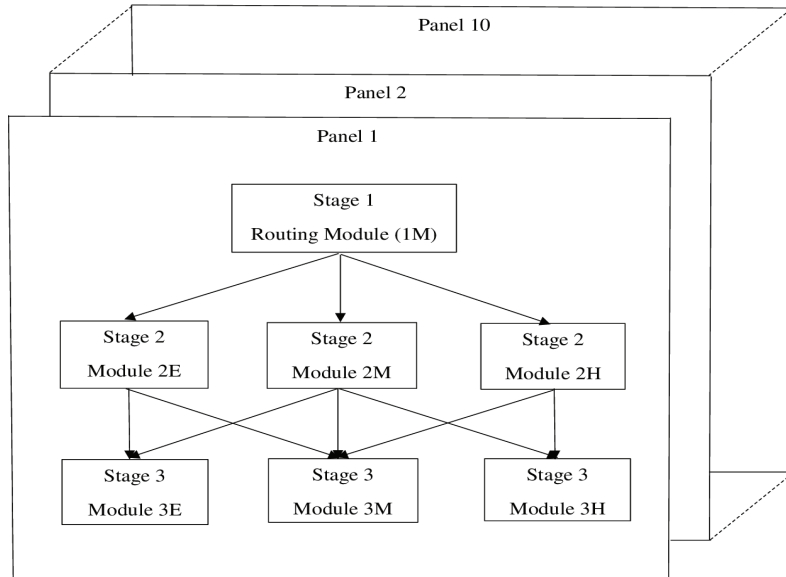 Panel 10
Panel 2
Panel 1
Stage 1
Routing Module (1M)
Stage 2
Module 2E
Stage 2
Module 2M
Stage 2
Module 2H
Stage 3
Module 3E
Stage 3
Module 3M
Stage 3
Module 3H